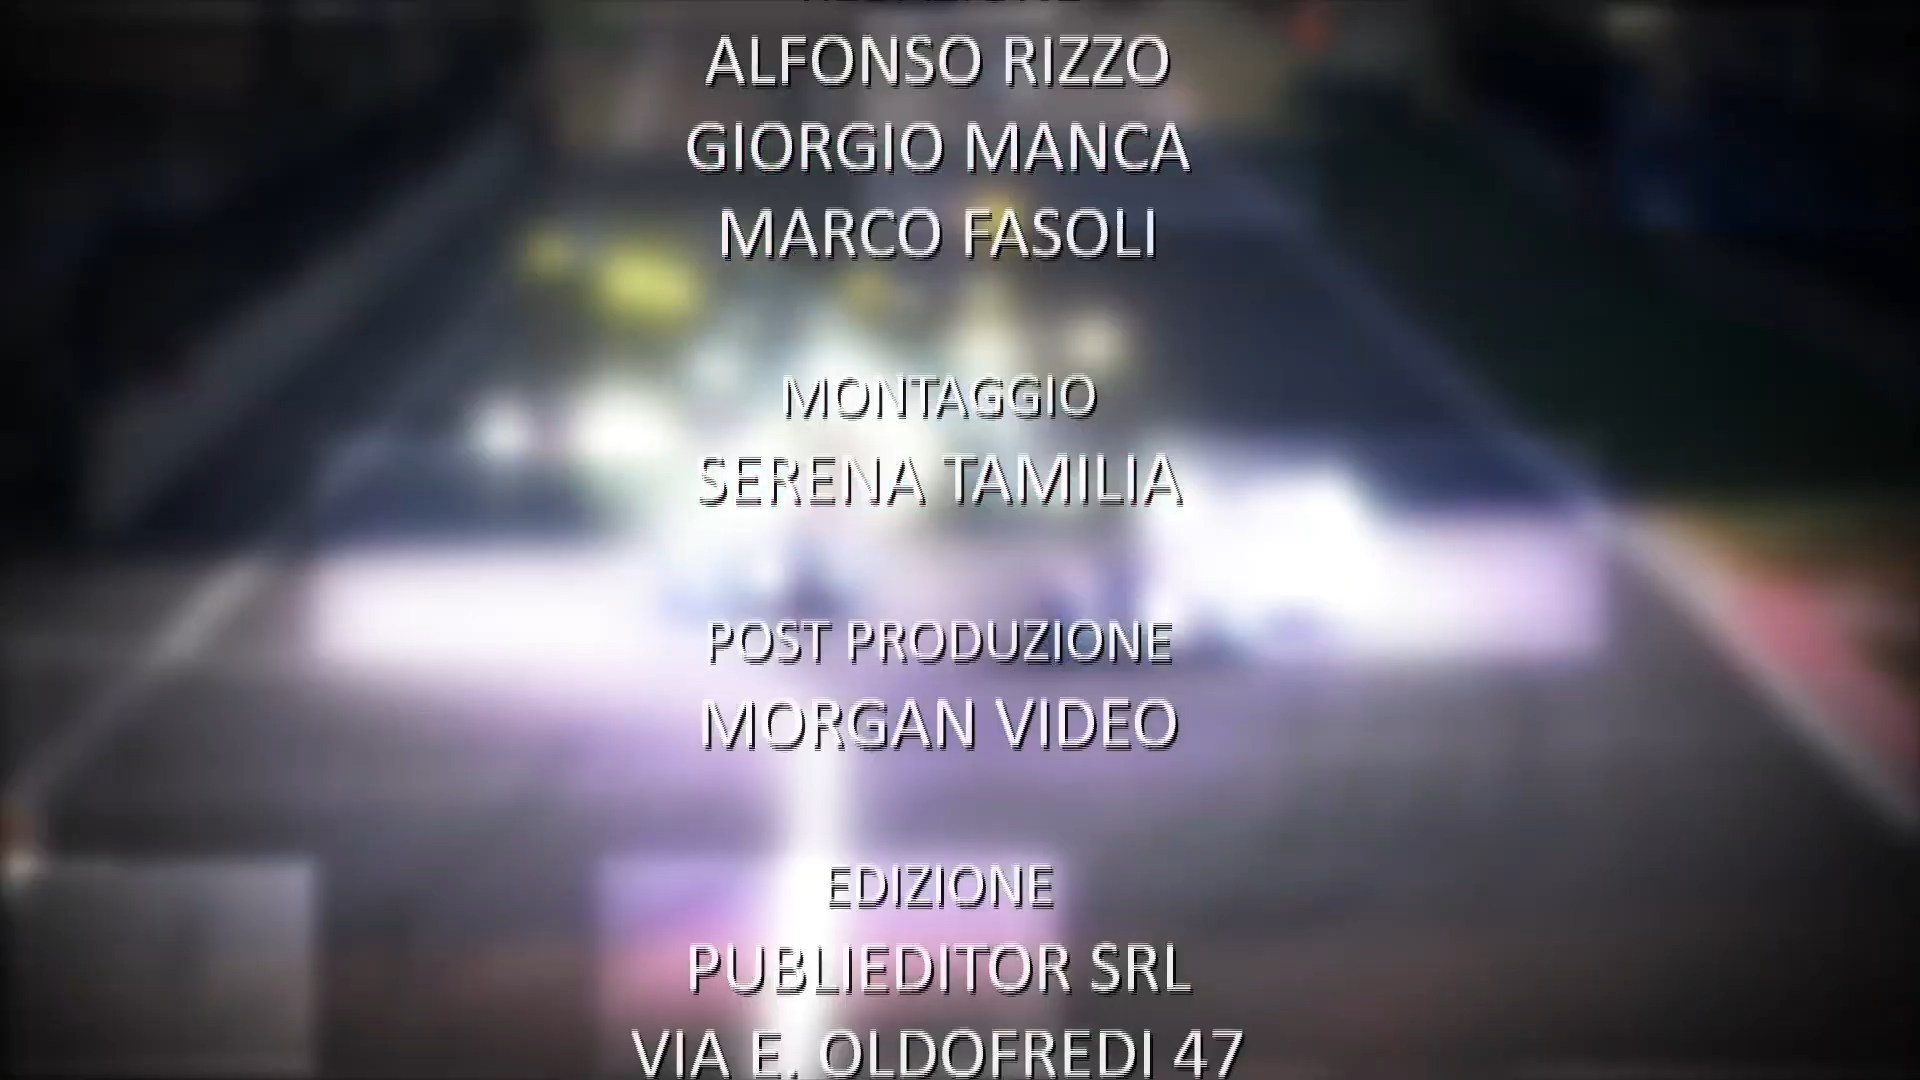 ALFONSO RIZZO
GIORGIO MANCA
MARCO FASOLI
MONTAGGIO
SERENA TAMILIA
POST PRODUZIONE
MORGAN VIDEO
EDIZIONE
PUBLIEDITOR SRL
VIA E. OLDOFREDI 47